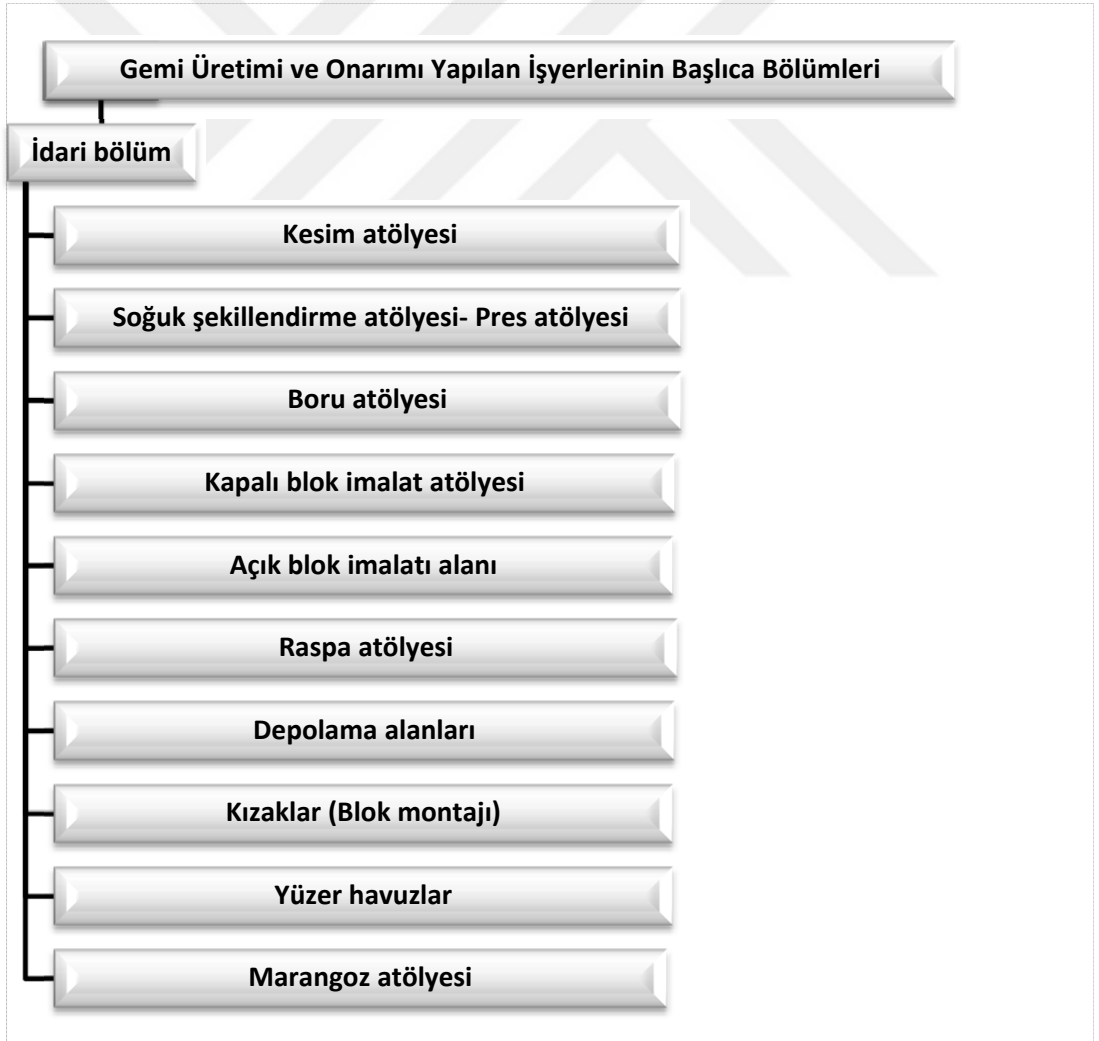 Gemi Üretimi ve Onarımı Yapılan İşyerlerinin Başlıca Bölümleri
İdari bölüm
Kesim atölyesi
Soğuk şekillendirme atölyesi- Pres atölyesi
Boru atölyesi
Kapalı blok imalat atölyesi
Açık blok imalatı alanı
Raspa atölyesi
Depolama alanları
Kızaklar (Blok montajı)
Yüzer havuzlar
Marangoz atölyesi